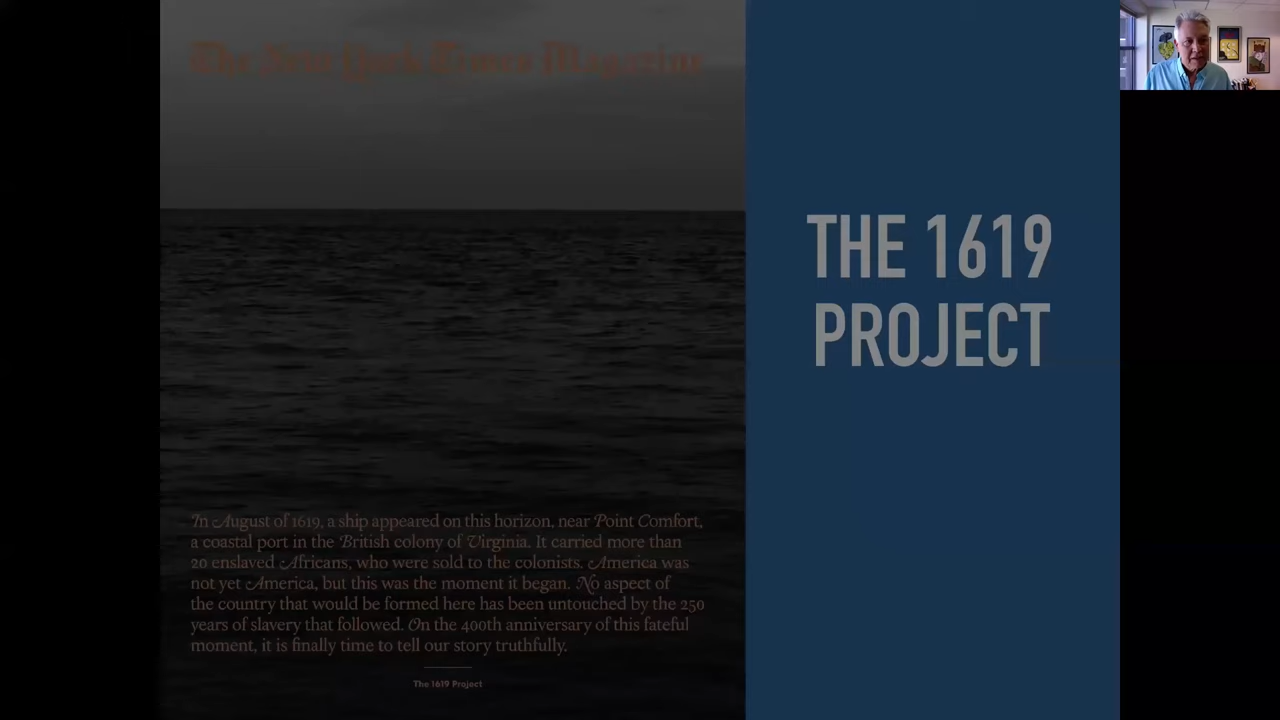 The New York Times Magazine
THE 1619
PROJECT
In August of 1619, a ship appeared on this horizon, near Point Comfort,
a coastal port in the British colony of Virginia. It carried more than
20 enslaved Africans, who were sold to the colonists. America was
not yet America, but this was the moment it began. No aspect of
the country that would be formed here has been untouched by the 250
years of slavery that followed. On the 400th anniversary of this fateful
moment, it is finally time to tell our story truthfully.
The 1619 Project